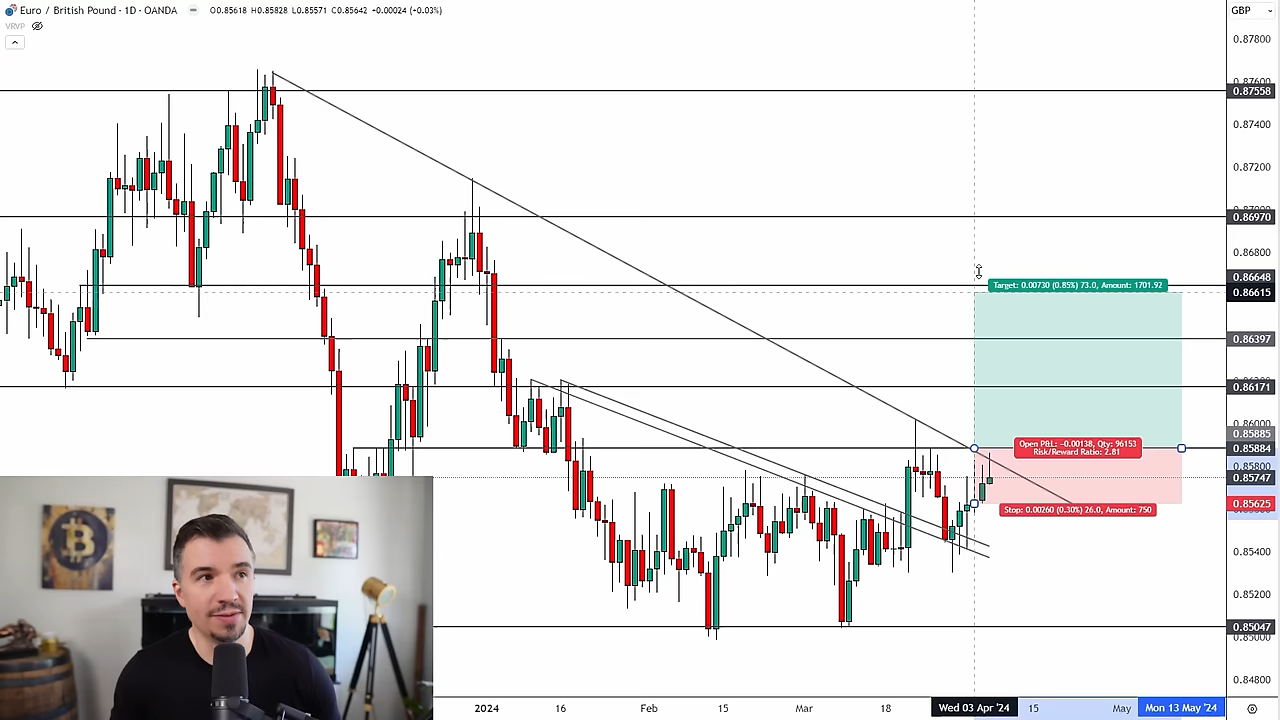 Euro / British Pound · 1D · OANDA O0.85618 H0.85828 L0.85571 C0.85642 +0.00024 (+0.03%)
VRVP
GBP
0.87800
0.87600
0.87558
0.87400
0.87200
0.86970
0.86800
0.86648
0.86615
Target: 0.00730 (0.85%) 73.0, Amount: 1701.92
0.86397
0.86171
0.86000
0.85885
0.85884
Open P&L: −0.00138, Qty: 96153
Risk/Reward Ratio: 2.81
0.85800
0.85747
0.85625
Stop: 0.00260 (0.30%) 26.0, Amount: 750
0.85400
0.85200
0.85047
0.85000
0.84800
2024 Feb 15 Mar 18 Wed 03 Apr '24 15 May Mon 13 May '24